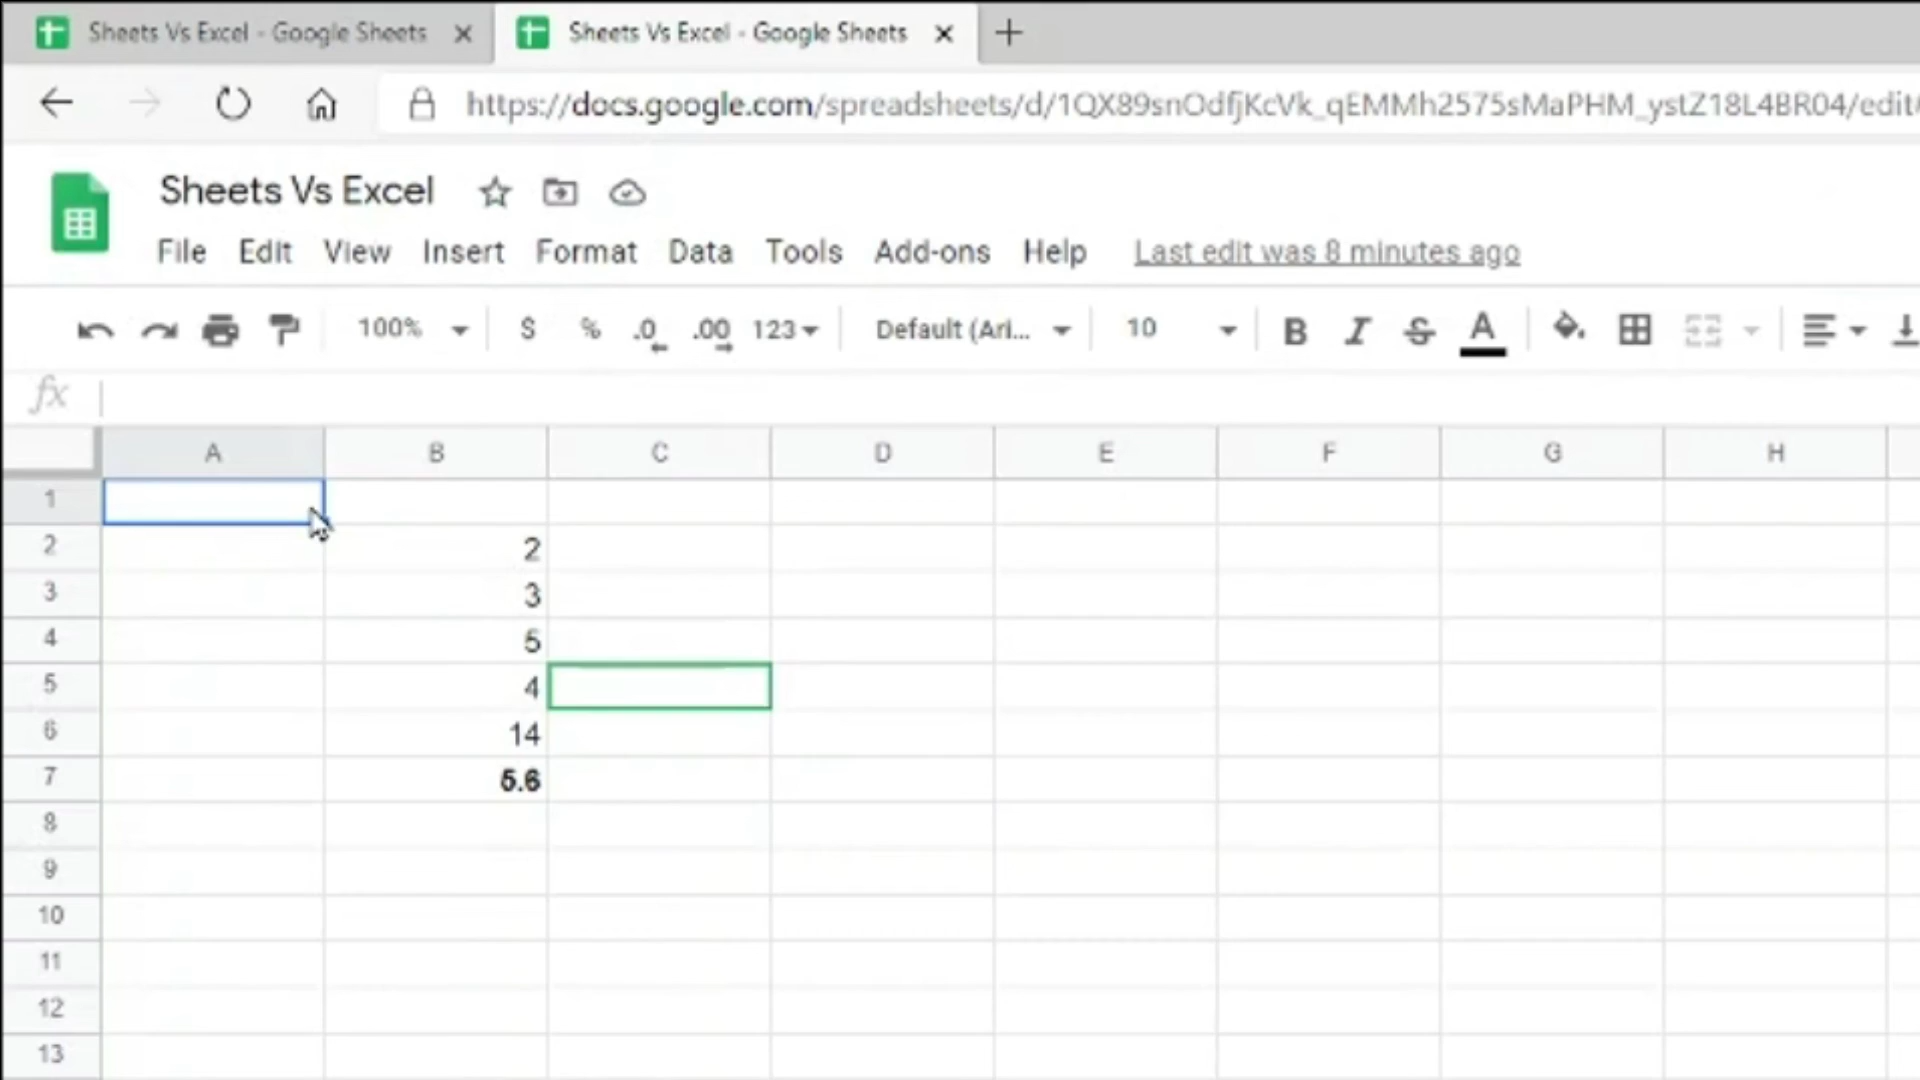 Sheets Vs Excel - Google Sheets
Sheets Vs Excel - Google Sheets
https://docs.google.com/spreadsheets/d/1QX89snOdfjKcVk_qEMMh2575sMaPHM_ystZ18L4BR04/edit
Sheets Vs Excel
File Edit View Insert Format Data Tools Add-ons Help Last edit was 8 minutes ago
100% $ % .0 .00 123 Default (Ari... 10 B I S A
fx
A B C D E F G H
1
2 2
3 3
4 5
5 4
6 14
7 5.6
8
9
10
11
12
13